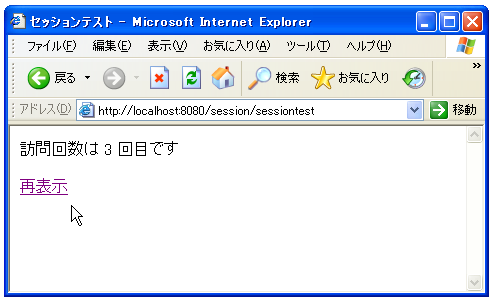 セッションテスト - Microsoft Internet Explorer
ファイル(F) 編集(E) 表示(V) お気に入り(A) ツール(T) ヘルプ(H)
戻る 検索 お気に入り »
アドレス(D) http://localhost:8080/session/sessiontest 移動
訪問回数は 3 回目です
再表示